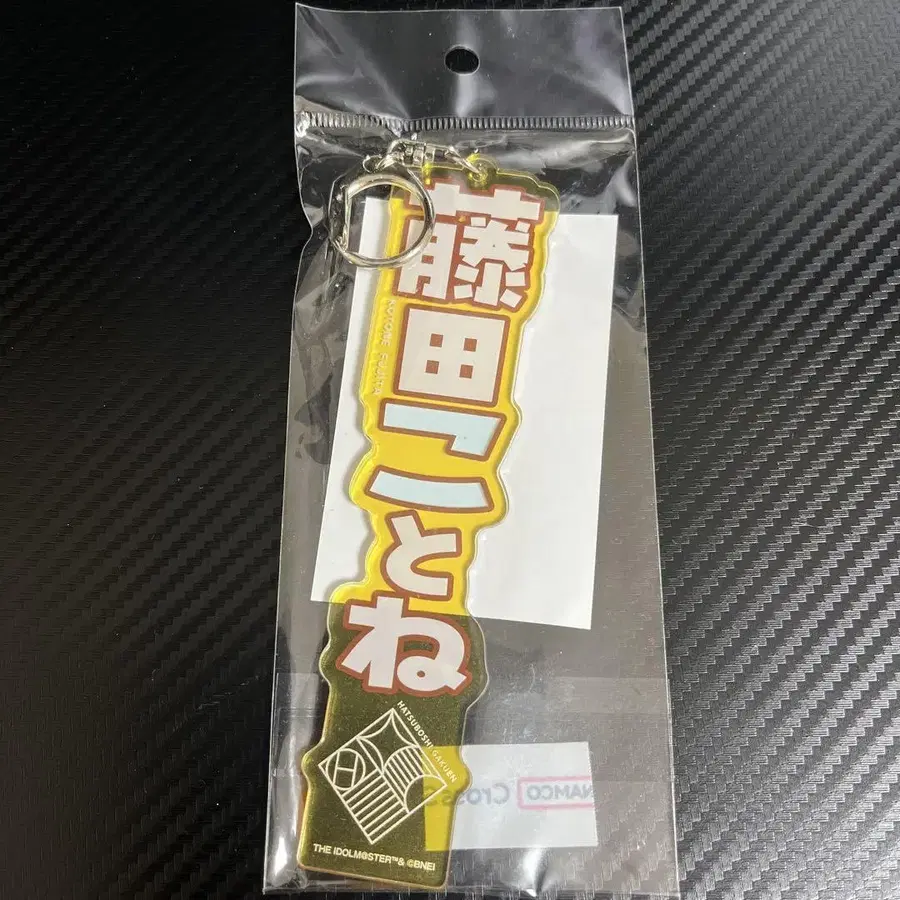 藤田ことね
KOTONE FUJITA
HATSUBOSHI GAKUEN
THE IDOLM@STER™& ©BNEI
NAMCO
Cross